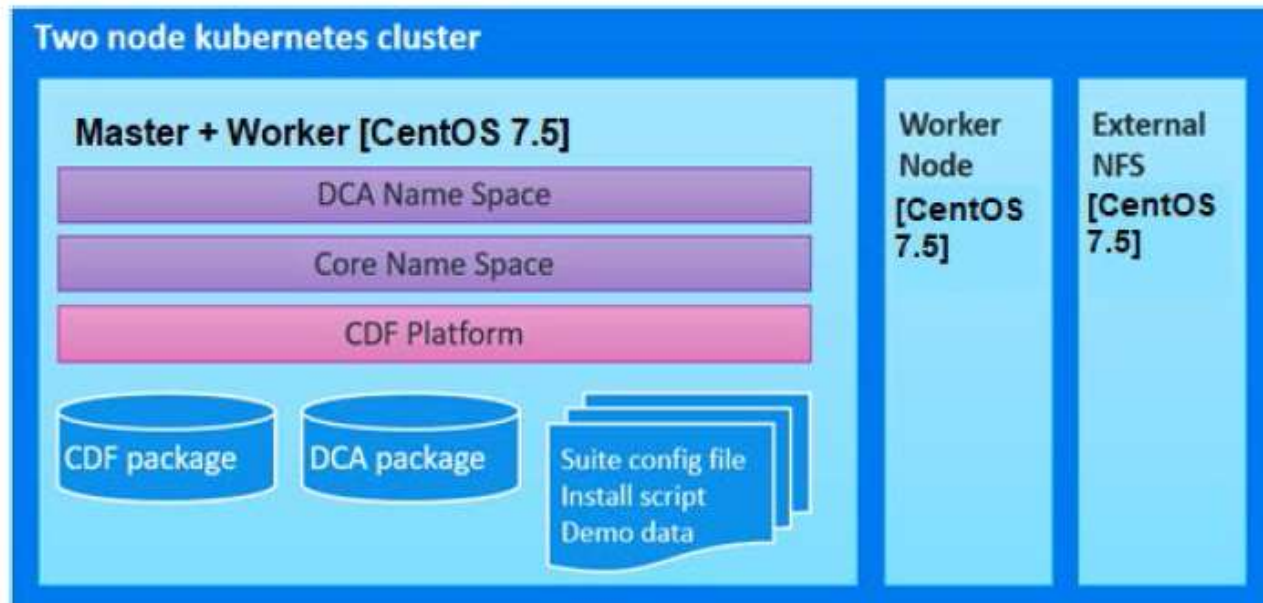 Two node kubernetes cluster
Master + Worker [CentOS 7.5]
DCA Name Space
Core Name Space
CDF Platform
CDF package
DCA package
Suite config file
Install script
Demo data
Worker
Node
[CentOS
7.5]
External
NFS
[CentOS
7.5]